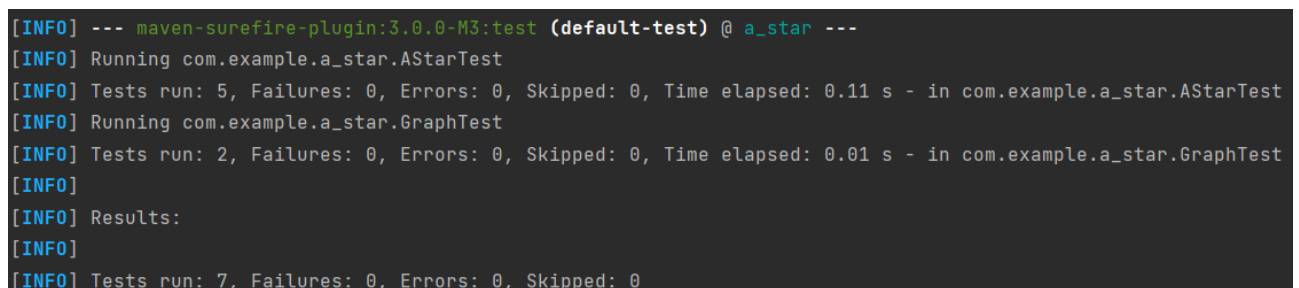 [INFO] --- maven-surefire-plugin:3.0.0-M3:test (default-test) @ a_star ---
[INFO] Running com.example.a_star.AStarTest
[INFO] Tests run: 5, Failures: 0, Errors: 0, Skipped: 0, Time elapsed: 0.11 s - in com.example.a_star.AStarTest
[INFO] Running com.example.a_star.GraphTest
[INFO] Tests run: 2, Failures: 0, Errors: 0, Skipped: 0, Time elapsed: 0.01 s - in com.example.a_star.GraphTest
[INFO]
[INFO] Results:
[INFO]
[INFO] Tests run: 7, Failures: 0, Errors: 0, Skipped: 0